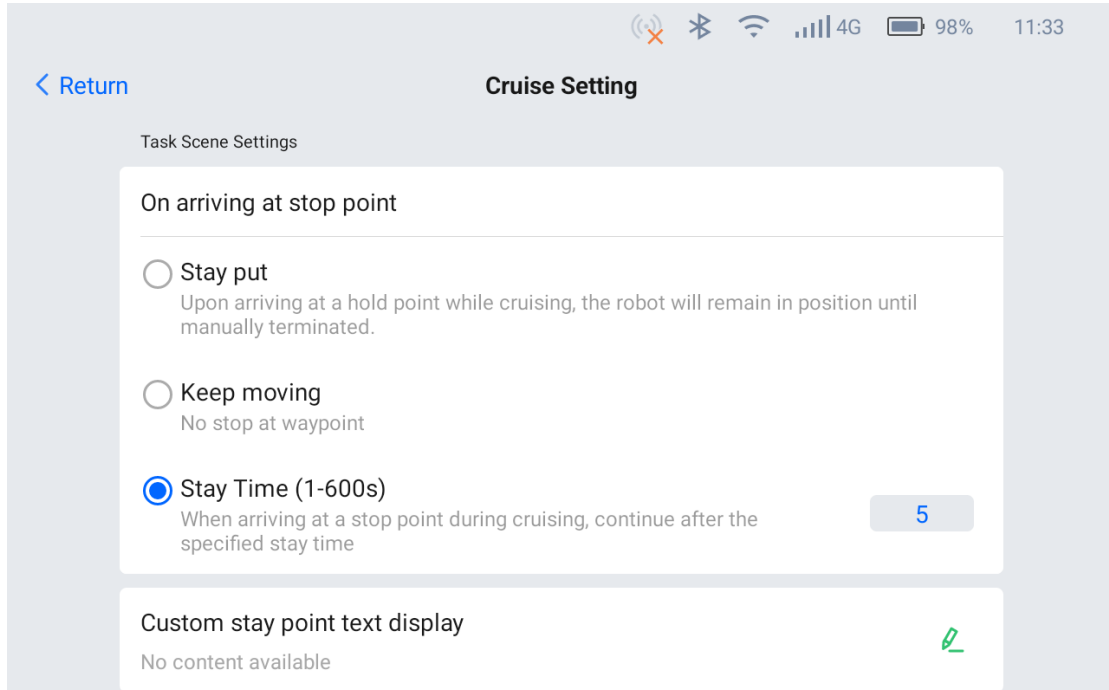 4G 98% 11:33
Return
Cruise Setting
Task Scene Settings
On arriving at stop point
Stay put
Upon arriving at a hold point while cruising, the robot will remain in position until
manually terminated.
Keep moving
No stop at waypoint
Stay Time (1-600s)
When arriving at a stop point during cruising, continue after the
specified stay time
5
Custom stay point text display
No content available